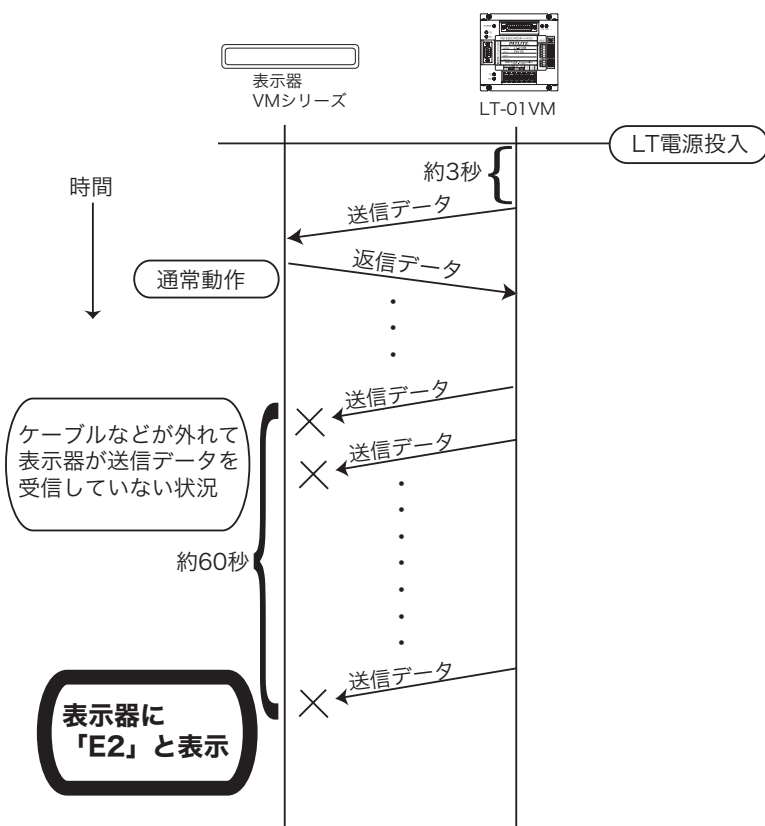 表示器
VMシリーズ
LT-01VM
LT電源投入
約3秒
時間
送信データ
返信データ
通常動作
送信データ
ケーブルなどが外れて
表示器が送信データを
受信していない状況
送信データ
約60秒
送信データ
表示器に
「E2」と表示